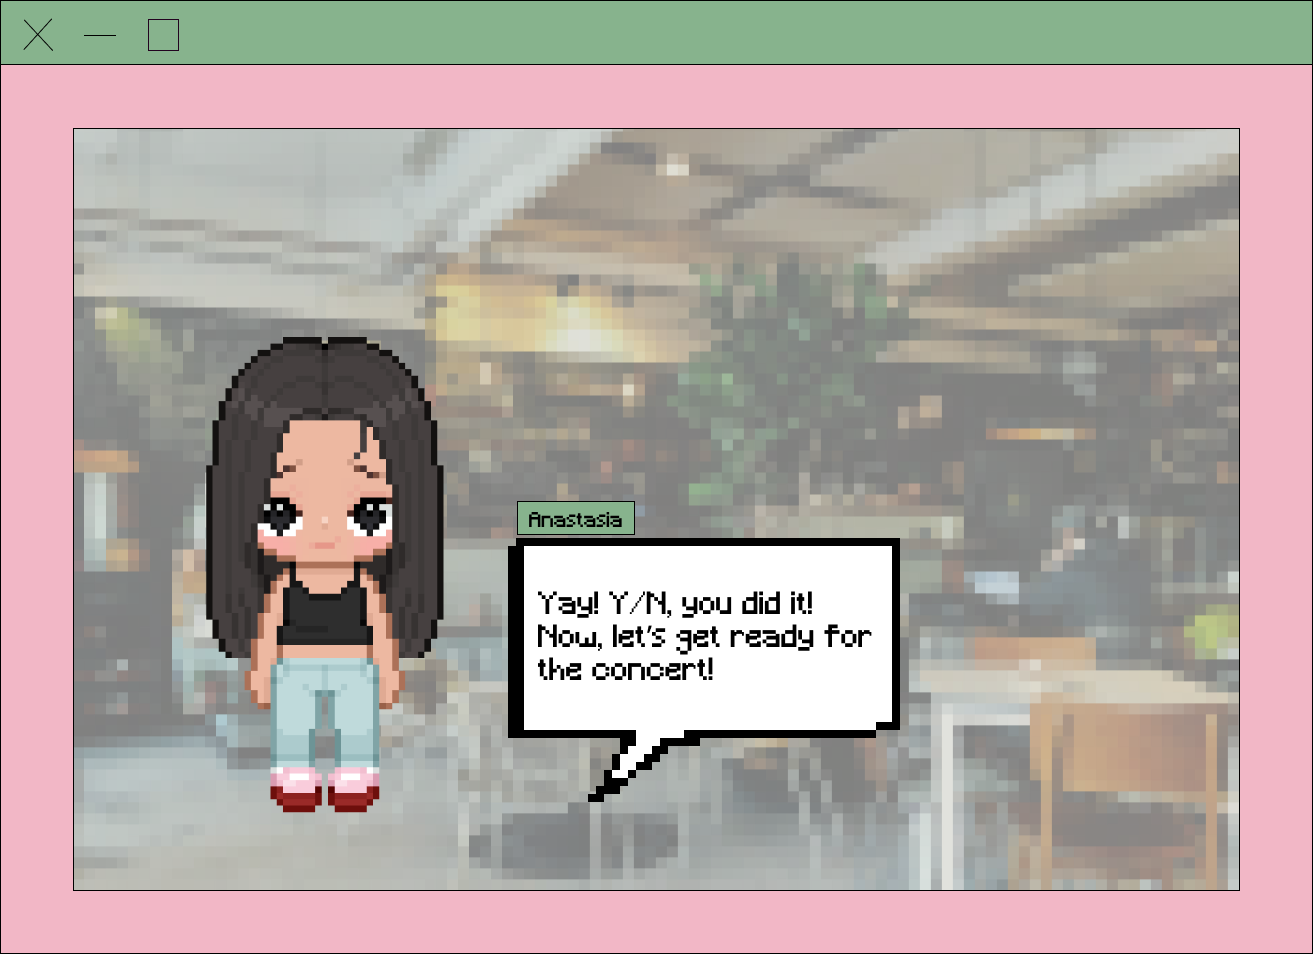 Anastasia
Yay! Y/N, you did it!
Now, let's get ready for
the concert!